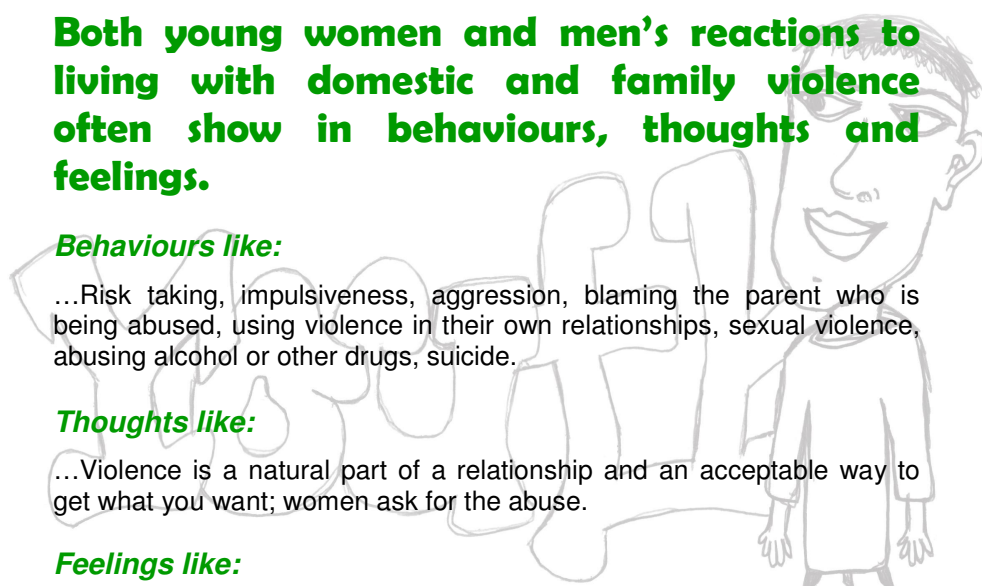 Both young women and men’s reactions to
living with domestic and family violence
often show in behaviours, thoughts and
feelings.
Behaviours like:
…Risk taking, impulsiveness, aggression, blaming the parent who is
being abused, using violence in their own relationships, sexual violence,
abusing alcohol or other drugs, suicide.
Thoughts like:
…Violence is a natural part of a relationship and an acceptable way to
get what you want; women ask for the abuse.
Feelings like: